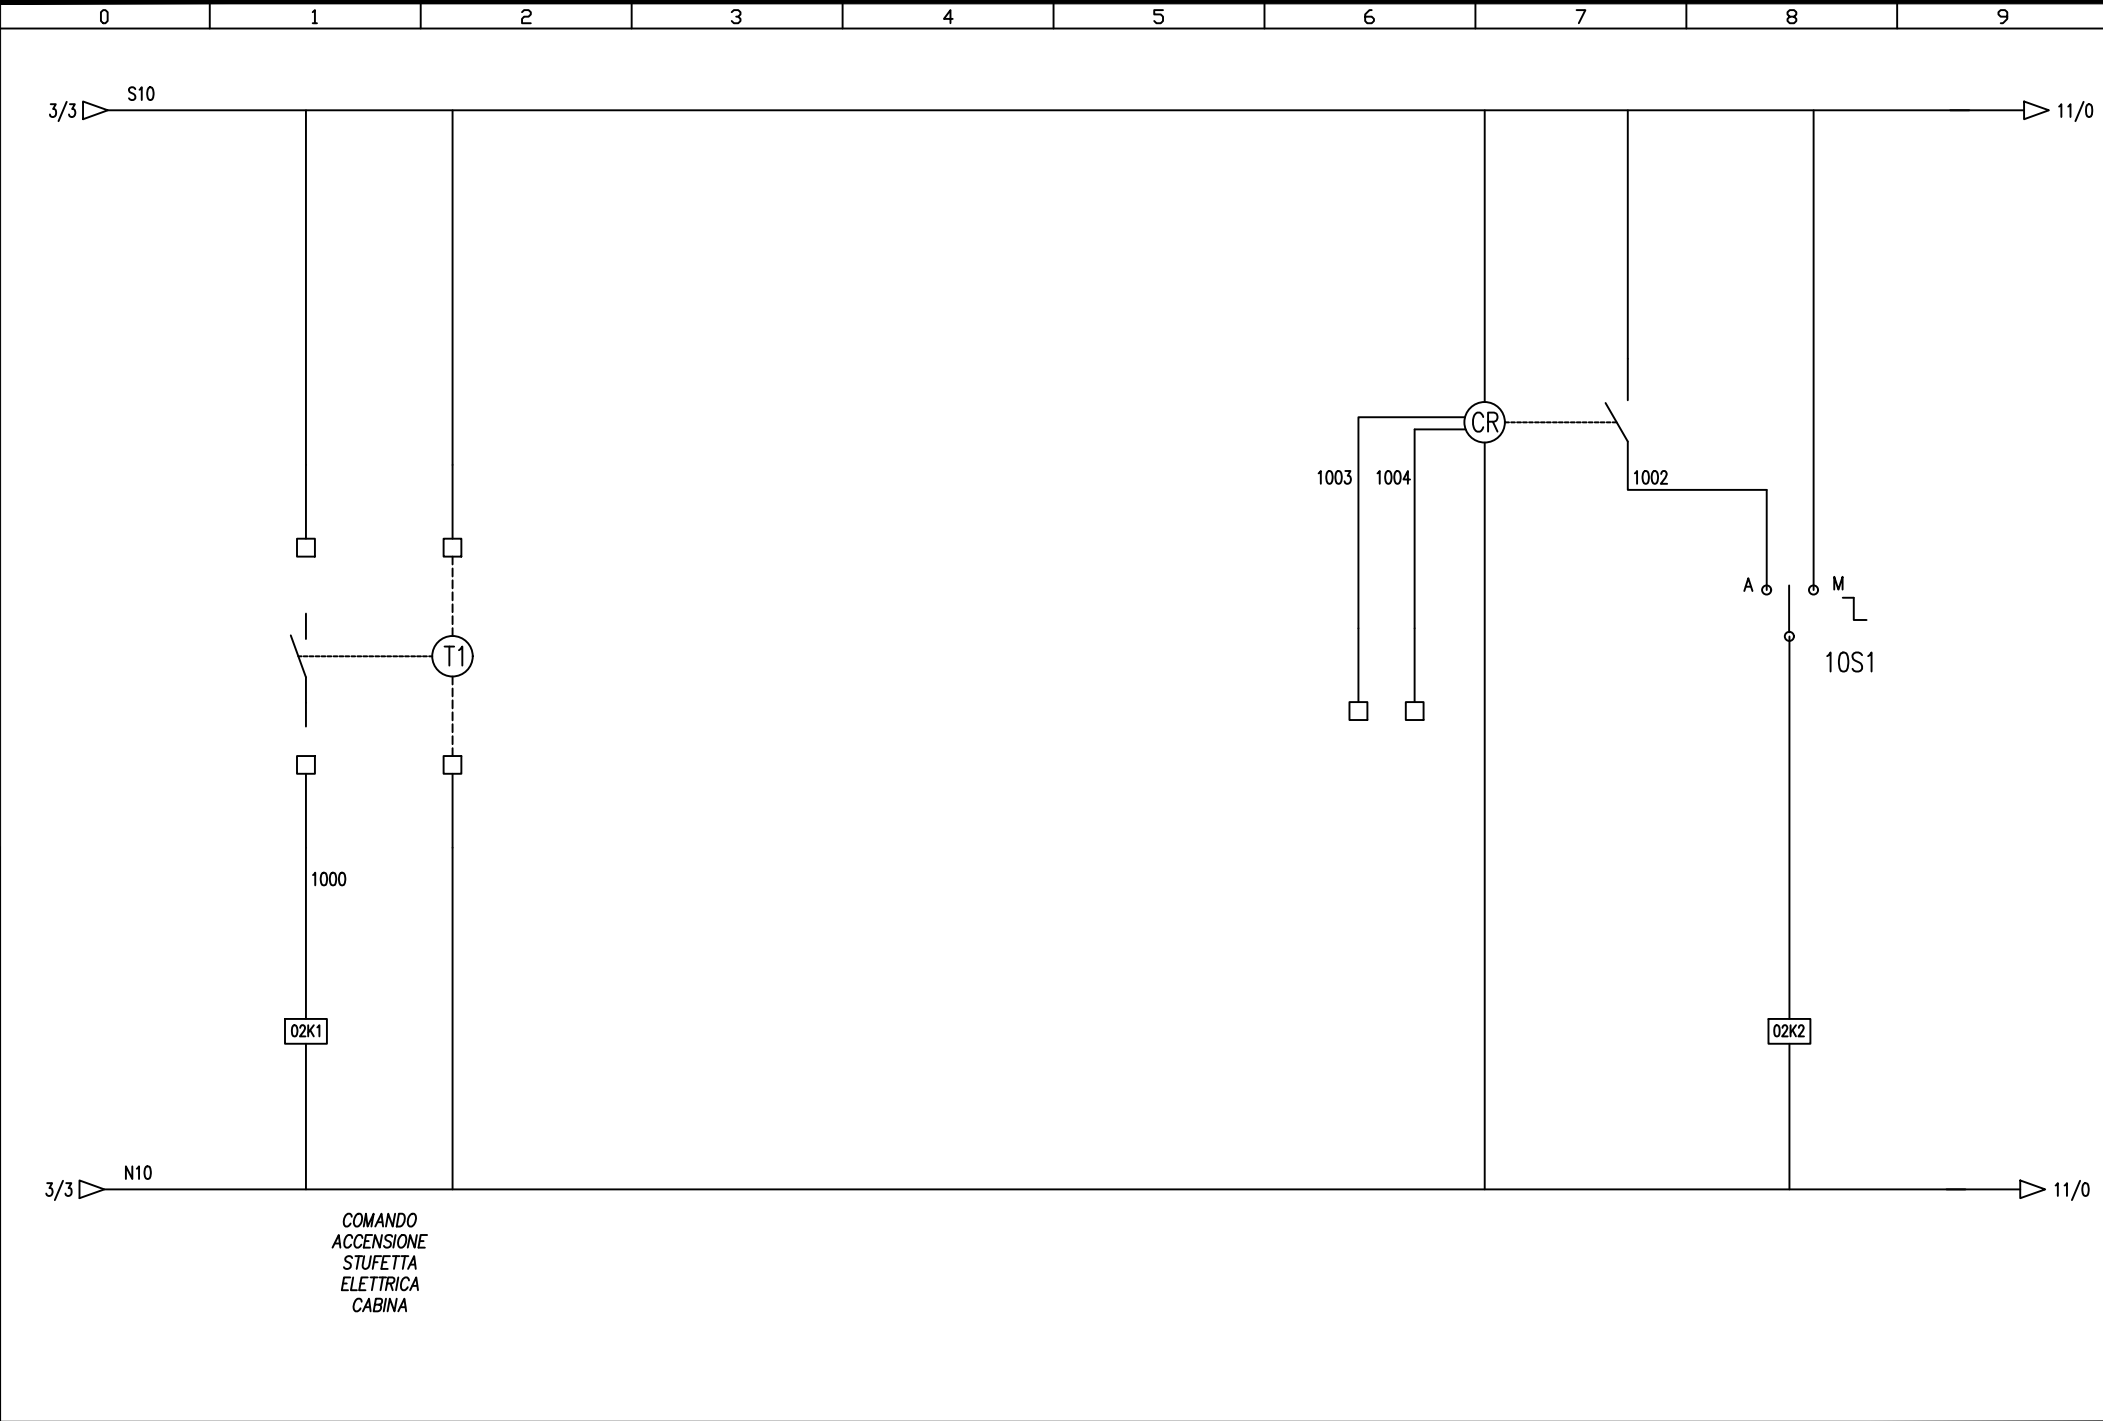 0 1 2 3 4 5 6 7 8 9
S10
3/3 11/0
CR
1003 1004 1002
A M
T1 10S1
1000
02K1 02K2
N10
3/3 11/0
COMANDO
ACCENSIONE
STUFETTA
ELETTRICA
CABINA